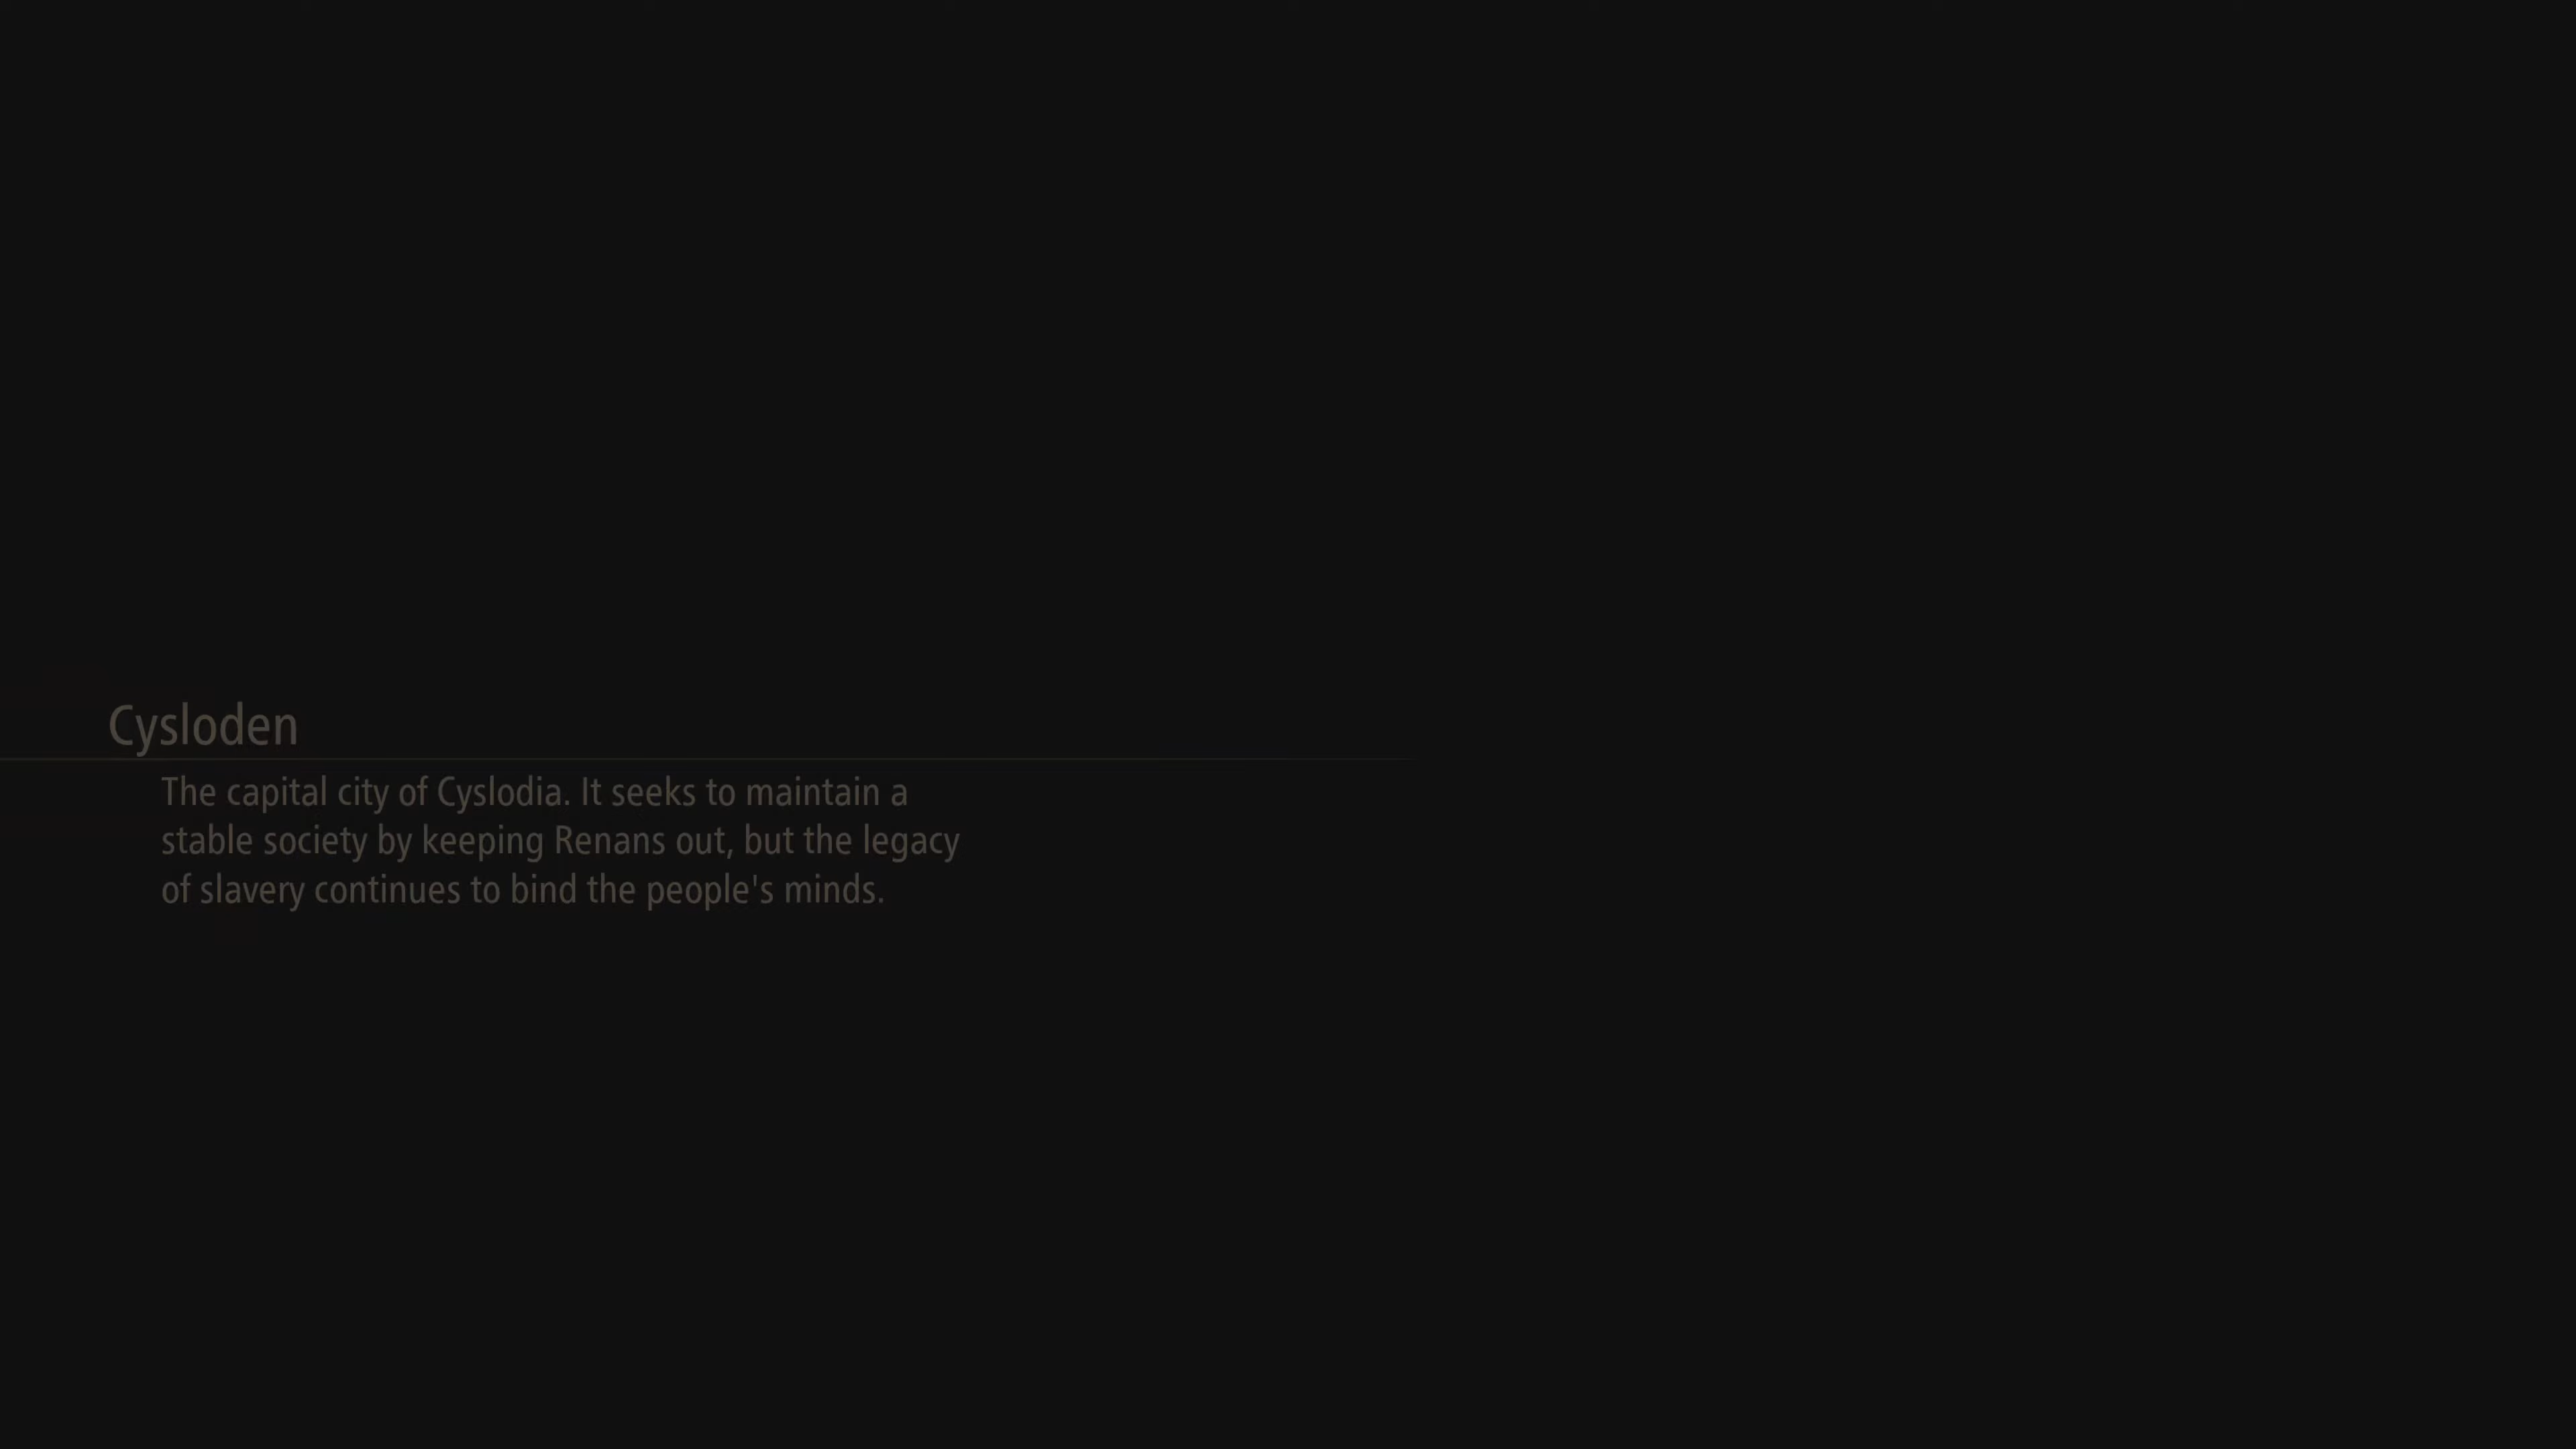 Cysloden
The capital city of Cyslodia. It seeks to maintain a
stable society by keeping Renans out, but the legacy
of slavery continues to bind the people's minds.